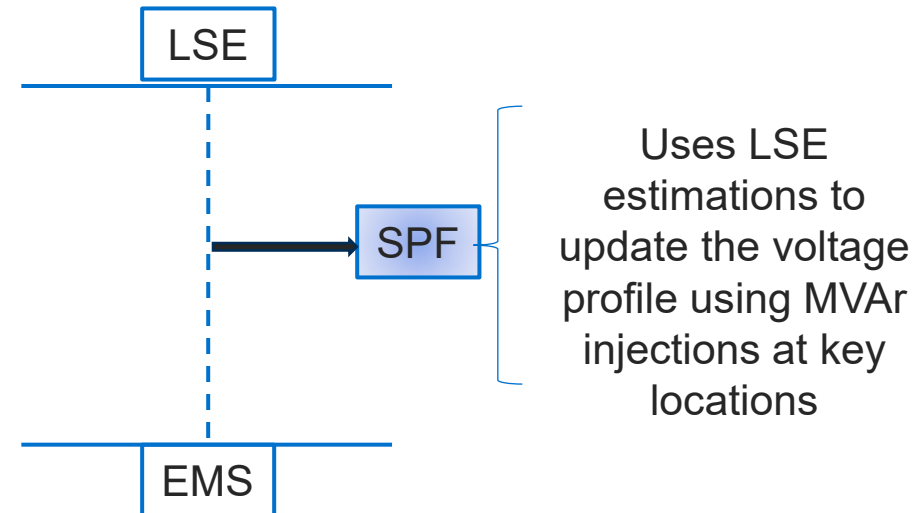 LSE
SPF
Uses LSE
estimations to
update the voltage
profile using MVAr
injections at key
locations
EMS